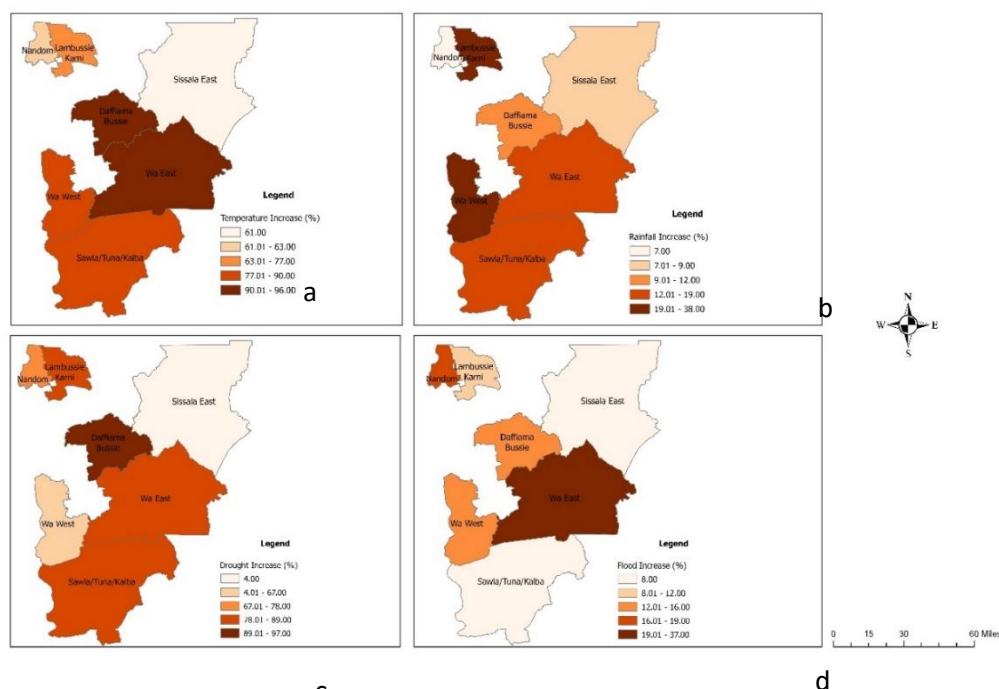 Nandom
Lambussie
Karni
Sissala East
Daffiama
Bussie
Wa East
Wa West
Sawla/Tuna/Kalba
Legend
Temperature Increase (%)
61.00
61.01 - 63.00
63.01 - 77.00
77.01 - 90.00
90.01 - 96.00
a
Nandom
Lambussie
Karni
Sissala East
Daffiama
Bussie
Wa East
Wa West
Sawla/Tuna/Kalba
Legend
Rainfall Increase (%)
7.00
7.01 - 9.00
9.01 - 12.00
12.01 - 19.00
19.01 - 38.00
b
N
W
E
S
Nandom
Lambussie
Karni
Sissala East
Daffiama
Bussie
Wa East
Wa West
Sawla/Tuna/Kalba
Legend
Drought Increase (%)
4.00
4.01 - 67.00
67.01 - 78.00
78.01 - 89.00
89.01 - 97.00
c
Nandom
Lambussie
Karni
Sissala East
Daffiama
Bussie
Wa East
Wa West
Sawla/Tuna/Kalba
Legend
Flood Increase (%)
8.00
8.01 - 12.00
12.01 - 16.00
16.01 - 19.00
19.01 - 37.00
d
0 15 30 60 Miles